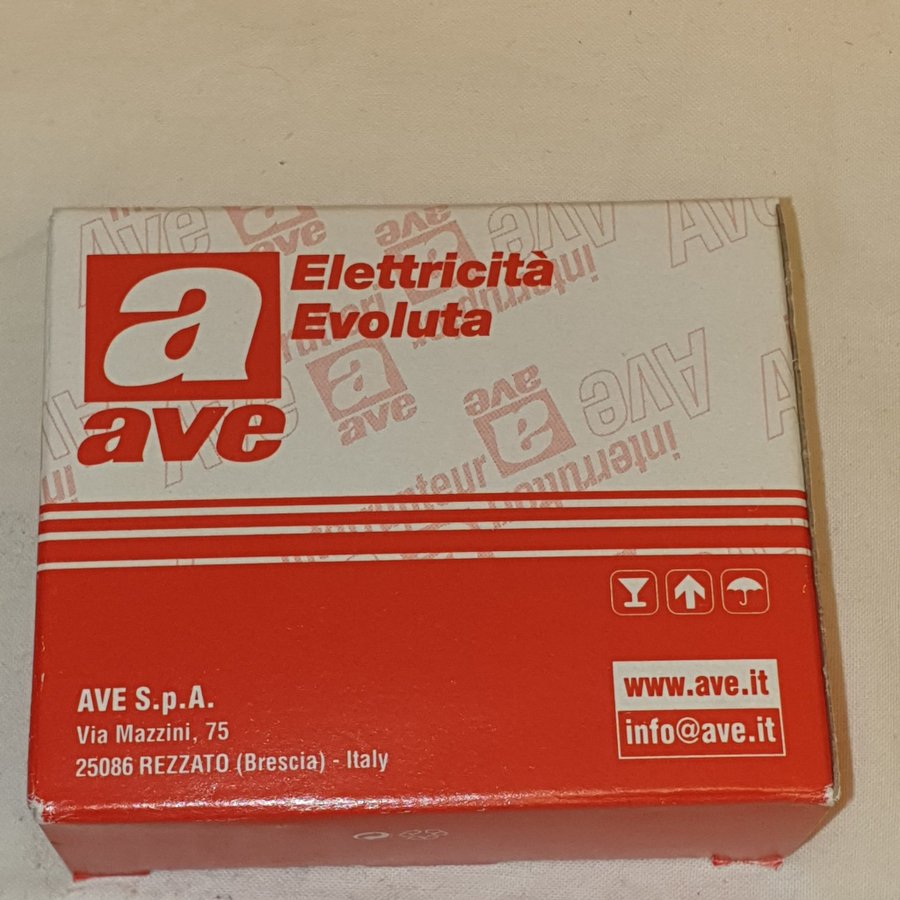 Elettricità
Evoluta
a
ave
AVE S.p.A.
Via Mazzini, 75
25086 REZZATO (Brescia) - Italy
www.ave.it
info@ave.it